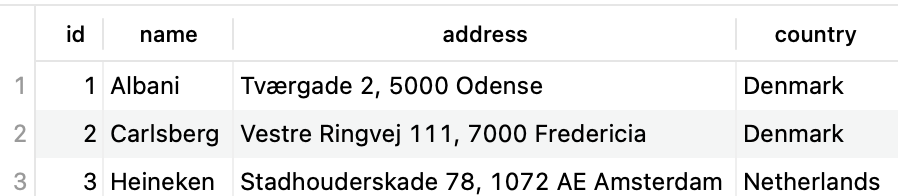 id name address country
1 1 Albani Tværgade 2, 5000 Odense Denmark
2 2 Carlsberg Vestre Ringvej 111, 7000 Fredericia Denmark
3 3 Heineken Stadhouderskade 78, 1072 AE Amsterdam Netherlands